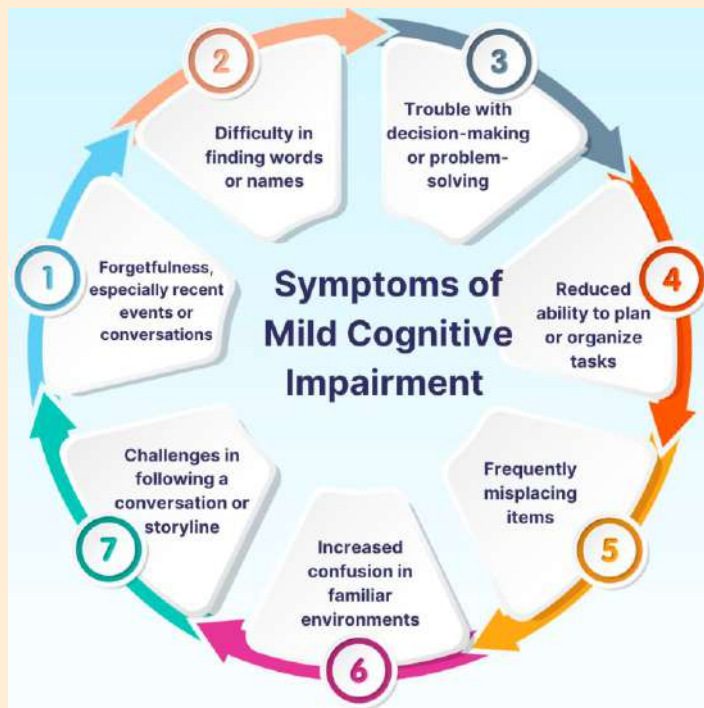 Symptoms of
Mild Cognitive
Impairment
1
Forgetfulness,
especially recent
events or
conversations
2
Difficulty in
finding words
or names
3
Trouble with
decision-making
or problem-
solving
4
Reduced
ability to plan
or organize
tasks
5
Frequently
misplacing
items
6
Increased
confusion in
familiar
environments
7
Challenges in
following a
conversation or
storyline